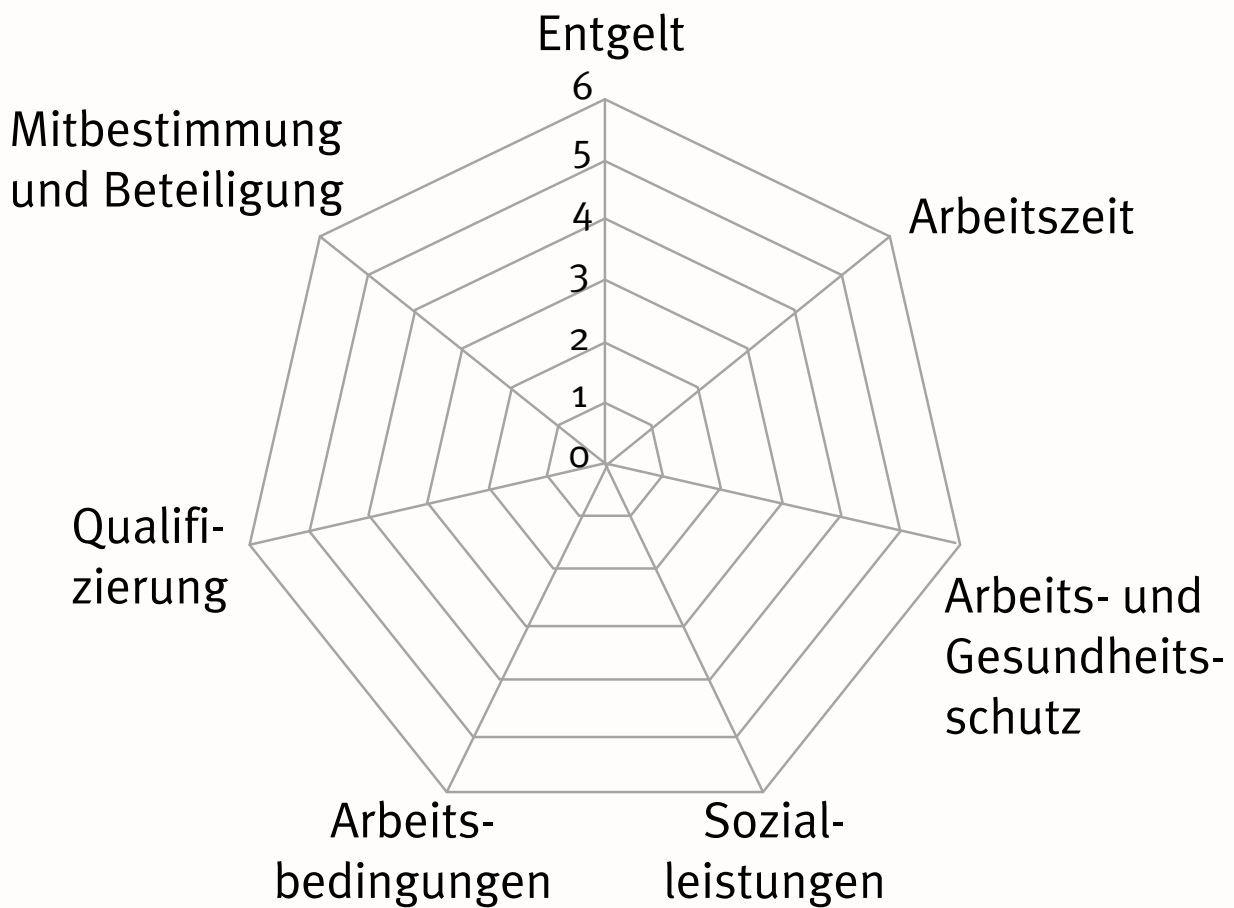 Entgelt
6
5
4
3
2
1
0
Mitbestimmung
und Beteiligung
Arbeitszeit
Qualifi-
zierung
Arbeits- und
Gesundheits-
schutz
Arbeits-
bedingungen
Sozial-
leistungen